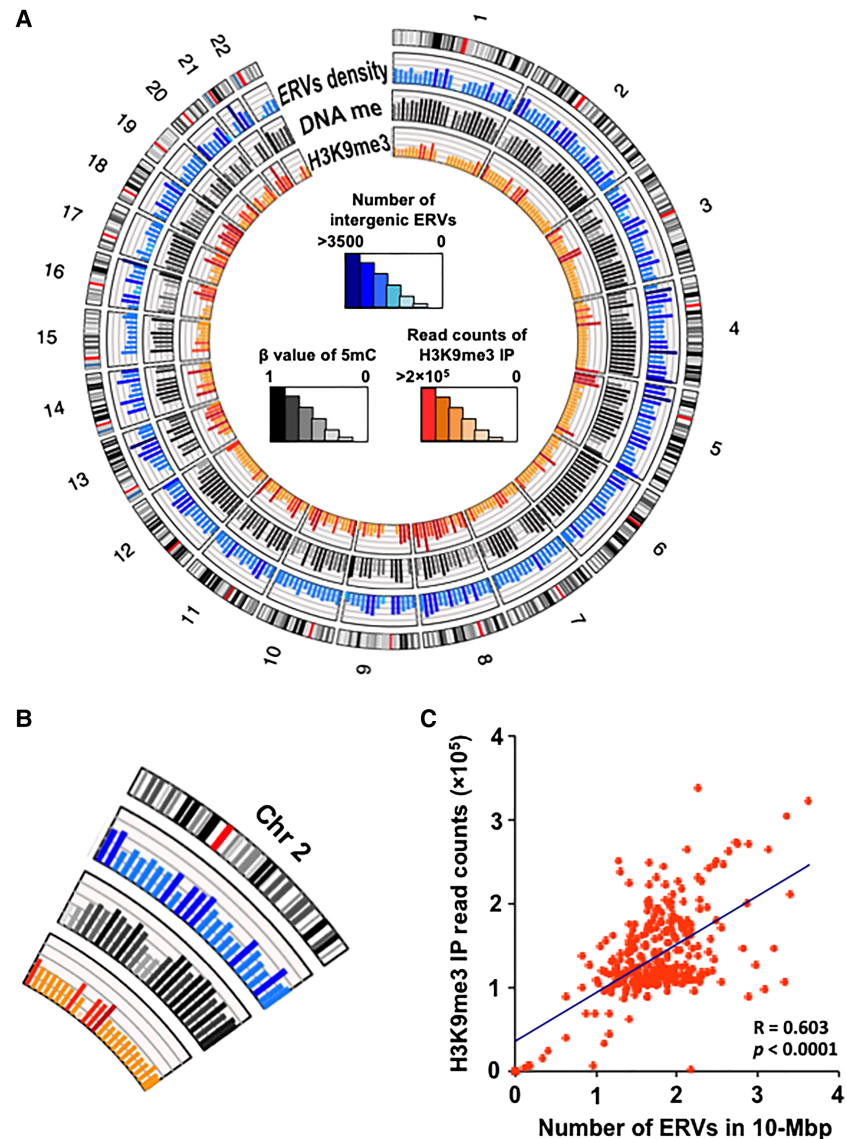 A
1
2
3
4
5
6
7
8
9
10
11
12
13
14
15
16
17
18
19
20
21
22
ERVs density
DNA me
H3K9me3
Number of
intergenic ERVs
>3500 0
β value of 5mC
1 0
Read counts of
H3K9me3 IP
>2×10⁵ 0
B
Chr 2
C
H3K9me3 IP read counts (×10⁵)
4
3
2
1
0
R = 0.603
p < 0.0001
0 1 2 3 4
Number of ERVs in 10-Mbp